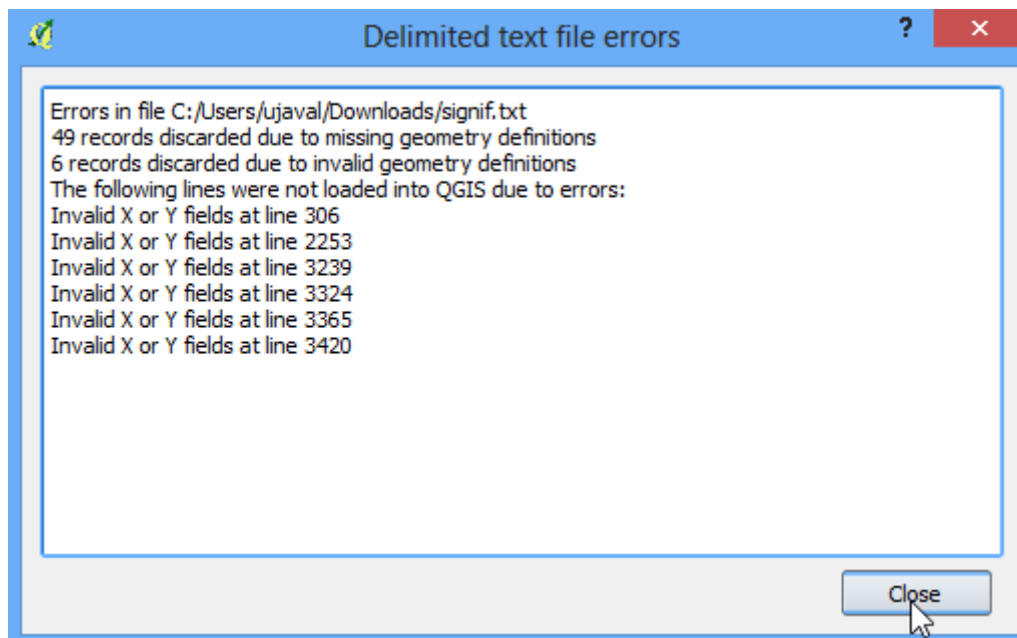 Delimited text file errors
?
Errors in file C:/Users/ujaval/Downloads/signif.txt
49 records discarded due to missing geometry definitions
6 records discarded due to invalid geometry definitions
The following lines were not loaded into QGIS due to errors:
Invalid X or Y fields at line 306
Invalid X or Y fields at line 2253
Invalid X or Y fields at line 3239
Invalid X or Y fields at line 3324
Invalid X or Y fields at line 3365
Invalid X or Y fields at line 3420
Close